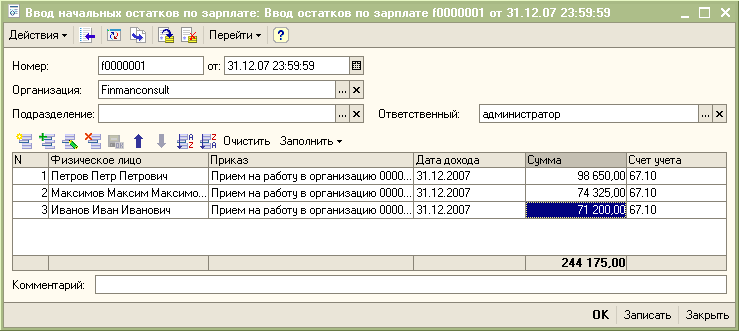 Ввод начальных остатков по зарплате: Ввод остатков по зарплате f0000001 от 31.12.07 23:59:59
Действия Перейти ?
Номер: f0000001 от: 31.12.07 23:59:59
Организация: Finmanconsult ... x
Подразделение: ... x Ответственный: администратор ... x
Очистить Заполнить
N Физическое лицо Приказ Дата дохода Сумма Счет учета
1 Петров Петр Петрович Прием на работу в организацию 0000... 31.12.2007 98 650,00 67.10
2 Максимов Максим Максимо... Прием на работу в организацию 0000... 31.12.2007 74 325,00 67.10
3 Иванов Иван Иванович Прием на работу в организацию 0000... 31.12.2007 71 200,00 67.10
244 175,00
Комментарий:
OK Записать Закрыть